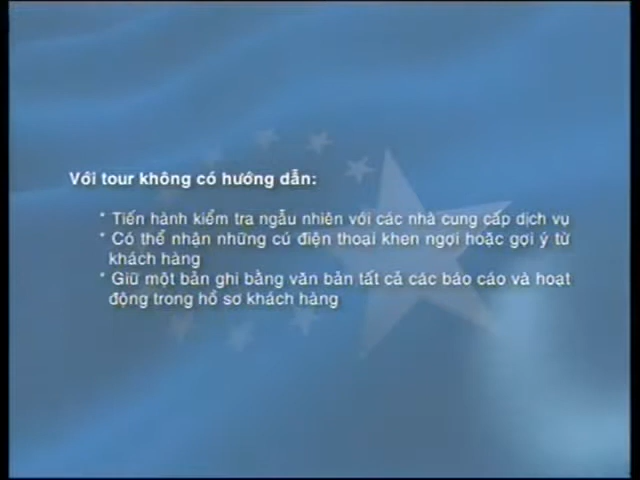 Với tour không có hướng dẫn:
* Tiến hành kiểm tra ngẫu nhiên với các nhà cung cấp dịch vụ
* Có thể nhận những cú điện thoại khen ngợi hoặc gợi ý từ
khách hàng
* Giữ một bản ghi bằng văn bản tất cả các báo cáo và hoạt
động trong hồ sơ khách hàng